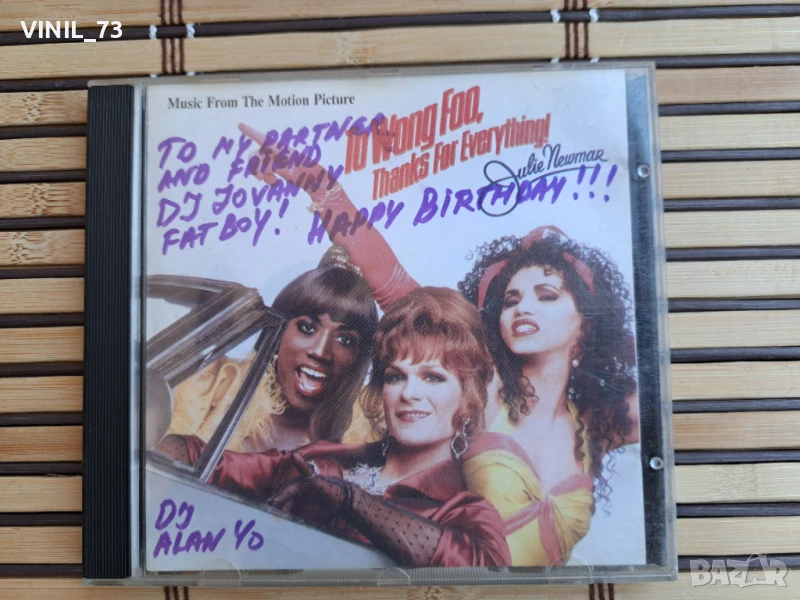 VINIL_73
Music From The Motion Picture
To Wong Foo,
Thanks For Everything!
Julie Newmar
TO MY PARTNER
AND FRIEND
DJ JOVANNY
FAT BOY! HAPPY BIRTHDAY!!!
DJ
ALAN YO
BAZAR